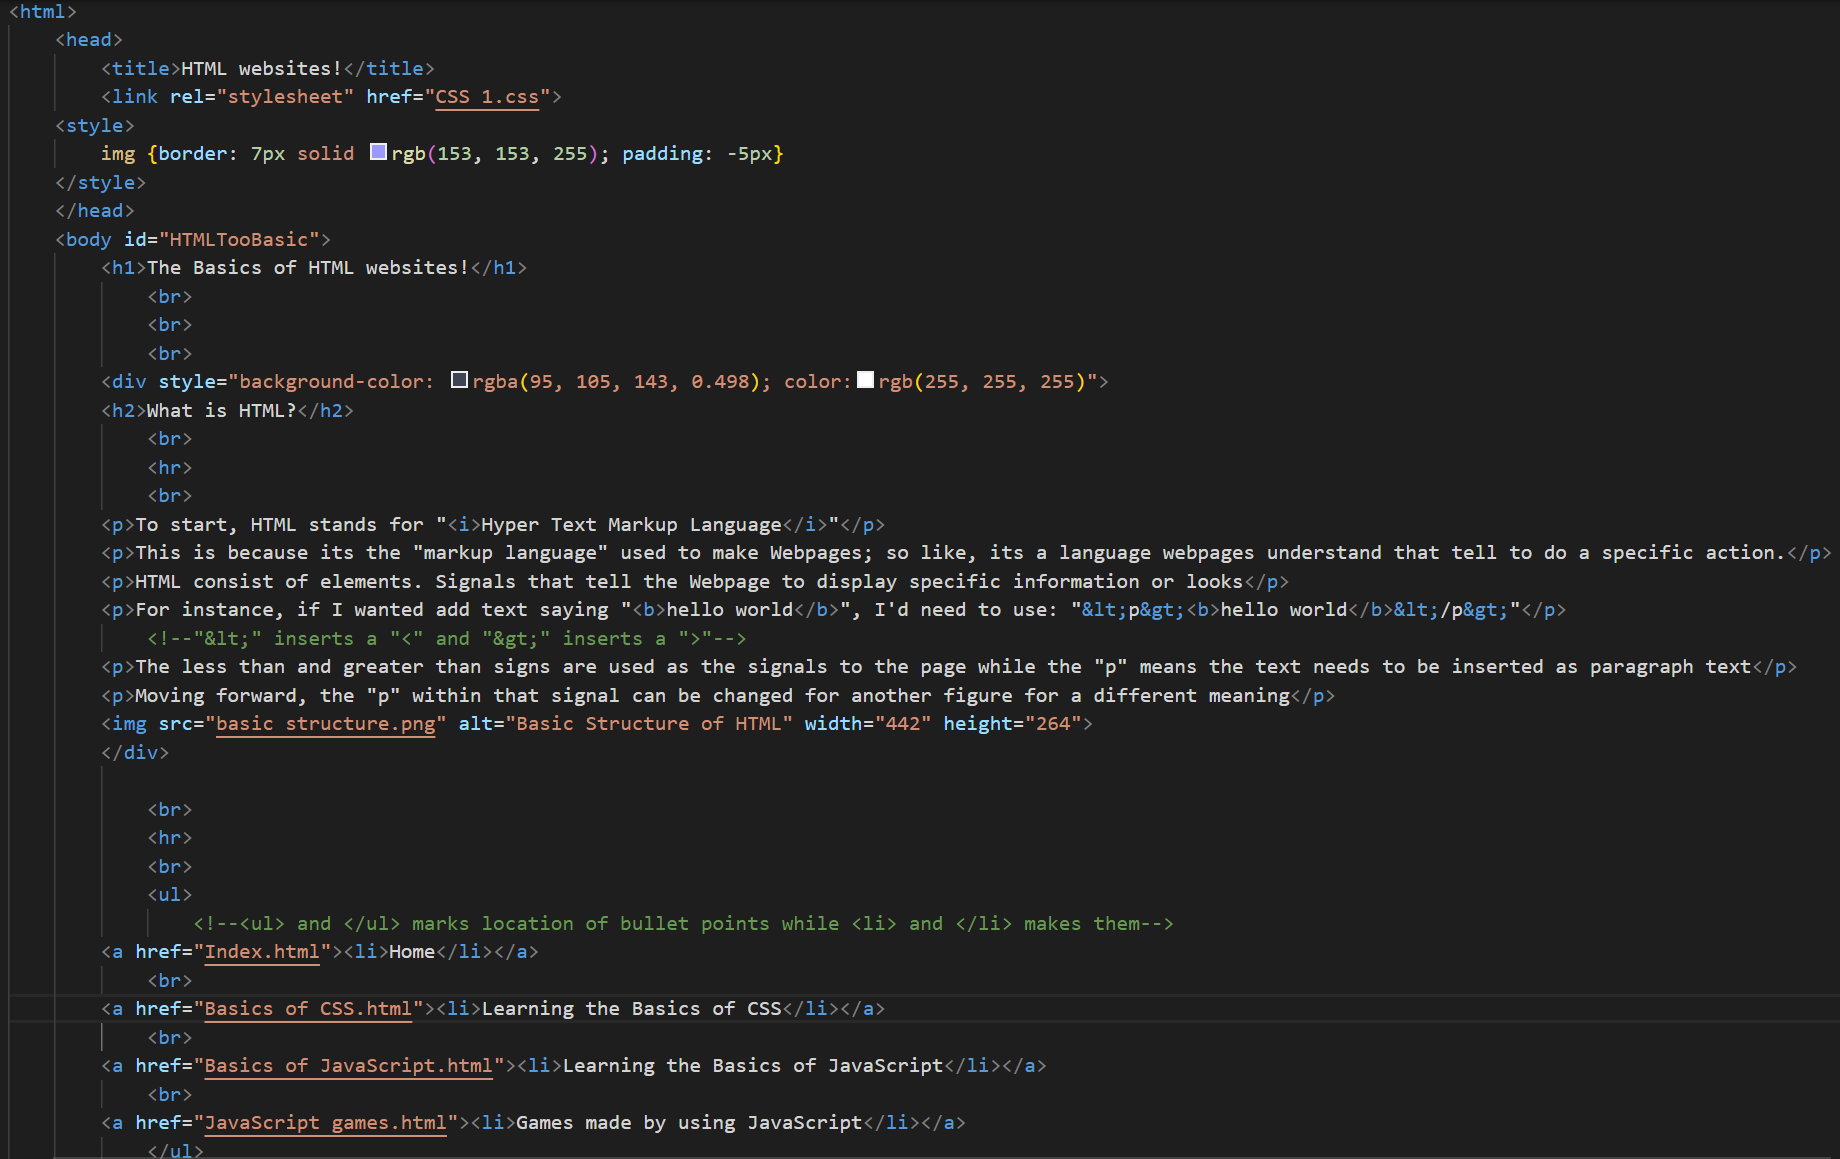 <html>
<head>
<title>HTML websites!</title>
<link rel="stylesheet" href="CSS 1.css">
<style>
img {border: 7px solid rgb(153, 153, 255); padding: -5px}
</style>
</head>
<body id="HTMLTooBasic">
<h1>The Basics of HTML websites!</h1>
<br>
<br>
<br>
<div style="background-color: rgba(95, 105, 143, 0.498); color: rgb(255, 255, 255)">
<h2>What is HTML?</h2>
<br>
<hr>
<br>
<p>To start, HTML stands for "<i>Hyper Text Markup Language</i>"</p>
<p>This is because its the "markup language" used to make Webpages; so like, its a language webpages understand that tell to do a specific action.</p>
<p>HTML consist of elements. Signals that tell the Webpage to display specific information or looks</p>
<p>For instance, if I wanted add text saying "<b>hello world</b>", I'd need to use: "&lt;p&gt;<b>hello world</b>&lt;/p&gt;"</p>
<!--"&lt;" inserts a "<" and "&gt;" inserts a ">"-->
<p>The less than and greater than signs are used as the signals to the page while the "p" means the text needs to be inserted as paragraph text</p>
<p>Moving forward, the "p" within that signal can be changed for another figure for a different meaning</p>
<img src="basic structure.png" alt="Basic Structure of HTML" width="442" height="264">
</div>
<br>
<hr>
<br>
<ul>
<!--<ul> and </ul> marks location of bullet points while <li> and </li> makes them-->
<a href="Index.html"><li>Home</li></a>
<br>
<a href="Basics of CSS.html"><li>Learning the Basics of CSS</li></a>
<br>
<a href="Basics of JavaScript.html"><li>Learning the Basics of JavaScript</li></a>
<br>
<a href="JavaScript games.html"><li>Games made by using JavaScript</li></a>
</ul>